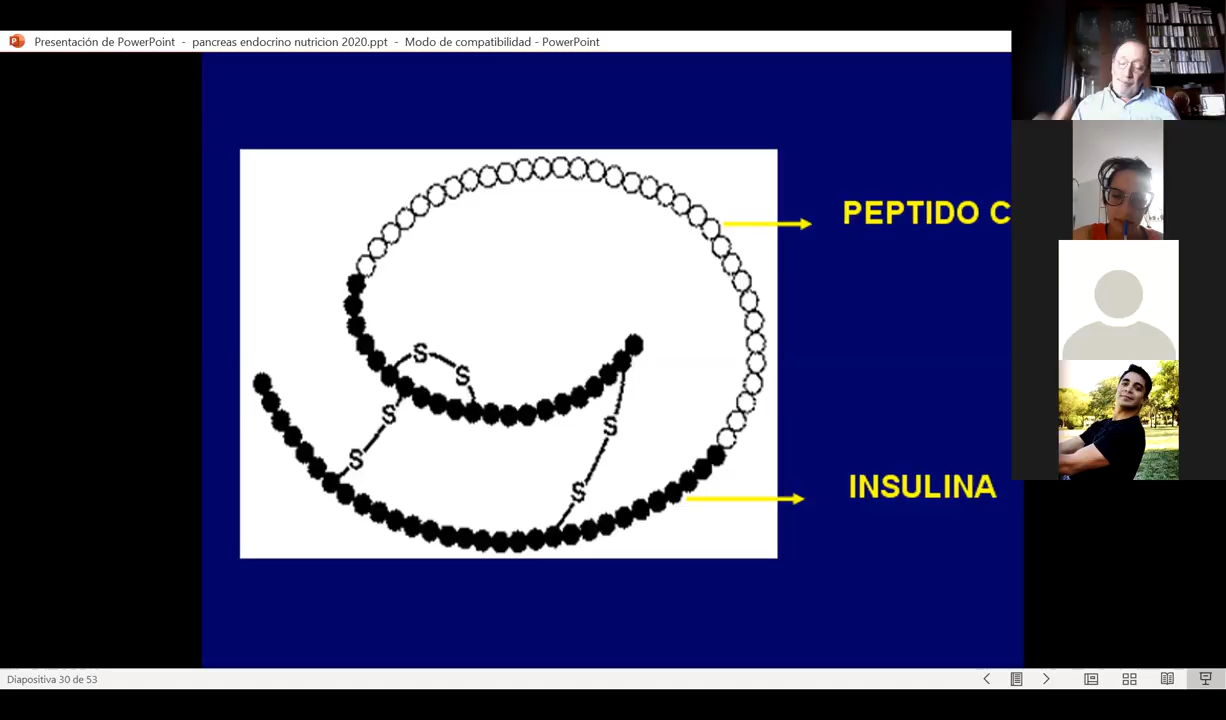 Presentación de PowerPoint - pancreas endocrino nutricion 2020.ppt - Modo de compatibilidad - PowerPoint
PEPTIDO C
S
S
S
S
S
S
INSULINA
Diapositiva 30 de 53